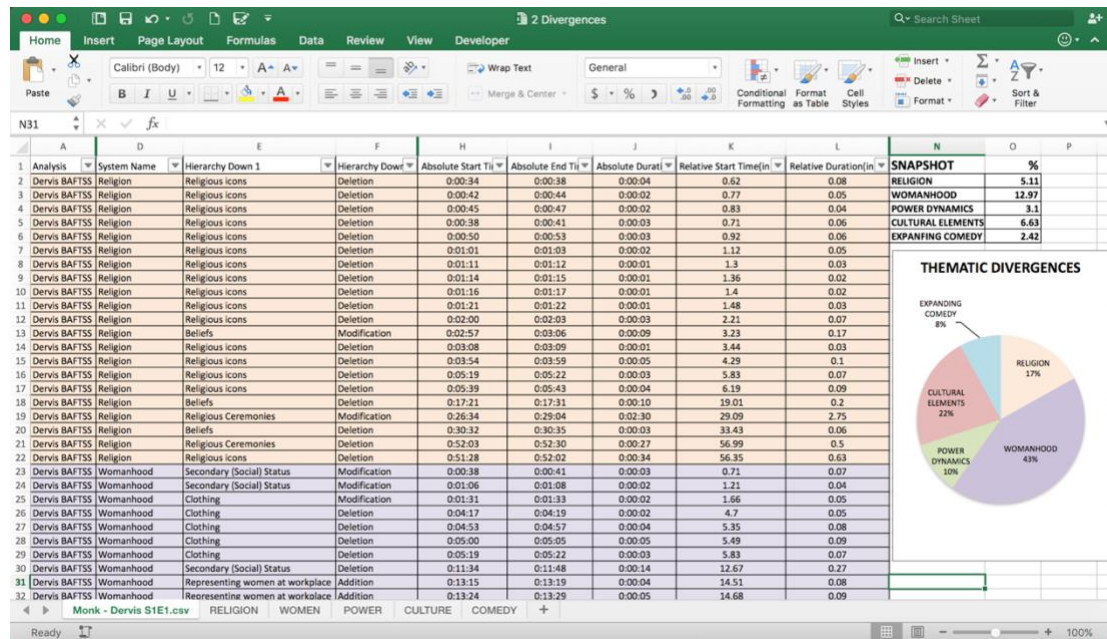 2 Divergences
Search Sheet
Home Insert Page Layout Formulas Data Review View Developer
Paste
Calibri (Body) 12 A A
B I U A
Wrap Text
Merge & Center
General
$ % )
Conditional Formatting
Format as Table
Cell Styles
Insert
Delete
Format
Sort & Filter
N31 fx
A D E F H I J K L N O P
1 Analysis System Name Hierarchy Down 1 Hierarchy Down Absolute Start Ti Absolute End Ti Absolute Durati Relative Start Time(in Relative Duration(in SNAPSHOT %
2 Dervis BAFTSS Religion Religious icons Deletion 0:00:34 0:00:38 0:00:04 0.62 0.08 RELIGION 5.11
3 Dervis BAFTSS Religion Religious icons Deletion 0:00:42 0:00:44 0:00:02 0.77 0.05 WOMANHOOD 12.97
4 Dervis BAFTSS Religion Religious icons Deletion 0:00:45 0:00:47 0:00:02 0.83 0.04 POWER DYNAMICS 3.1
5 Dervis BAFTSS Religion Religious icons Deletion 0:00:38 0:00:41 0:00:03 0.71 0.06 CULTURAL ELEMENTS 6.63
6 Dervis BAFTSS Religion Religious icons Deletion 0:00:50 0:00:53 0:00:03 0.92 0.06 EXPANFING COMEDY 2.42
7 Dervis BAFTSS Religion Religious icons Deletion 0:01:01 0:01:03 0:00:02 1.12 0.05
8 Dervis BAFTSS Religion Religious icons Deletion 0:01:11 0:01:12 0:00:01 1.3 0.03
9 Dervis BAFTSS Religion Religious icons Deletion 0:01:14 0:01:15 0:00:01 1.36 0.02
10 Dervis BAFTSS Religion Religious icons Deletion 0:01:16 0:01:17 0:00:01 1.4 0.02
11 Dervis BAFTSS Religion Religious icons Deletion 0:01:21 0:01:22 0:00:01 1.48 0.03
12 Dervis BAFTSS Religion Religious icons Deletion 0:02:00 0:02:03 0:00:03 2.21 0.07
13 Dervis BAFTSS Religion Beliefs Modification 0:02:57 0:03:06 0:00:09 3.23 0.17
14 Dervis BAFTSS Religion Religious icons Deletion 0:03:08 0:03:09 0:00:01 3.44 0.03
15 Dervis BAFTSS Religion Religious icons Deletion 0:03:54 0:03:59 0:00:05 4.29 0.1
16 Dervis BAFTSS Religion Religious icons Deletion 0:05:19 0:05:22 0:00:03 5.83 0.07
17 Dervis BAFTSS Religion Religious icons Deletion 0:05:39 0:05:43 0:00:04 6.19 0.09
18 Dervis BAFTSS Religion Beliefs Deletion 0:17:21 0:17:31 0:00:10 19.01 0.2
19 Dervis BAFTSS Religion Religious Ceremonies Modification 0:26:34 0:29:04 0:02:30 29.09 2.75
20 Dervis BAFTSS Religion Beliefs Deletion 0:30:32 0:30:35 0:00:03 33.43 0.06
21 Dervis BAFTSS Religion Religious Ceremonies Deletion 0:52:03 0:52:30 0:00:27 56.99 0.5
22 Dervis BAFTSS Religion Religious icons Deletion 0:51:28 0:52:02 0:00:34 56.35 0.63
23 Dervis BAFTSS Womanhood Secondary (Social) Status Modification 0:00:38 0:00:41 0:00:03 0.71 0.07
24 Dervis BAFTSS Womanhood Secondary (Social) Status Modification 0:01:06 0:01:08 0:00:02 1.21 0.04
25 Dervis BAFTSS Womanhood Clothing Modification 0:01:31 0:01:33 0:00:02 1.66 0.05
26 Dervis BAFTSS Womanhood Clothing Deletion 0:04:17 0:04:19 0:00:02 4.7 0.05
27 Dervis BAFTSS Womanhood Clothing Deletion 0:04:53 0:04:57 0:00:04 5.35 0.08
28 Dervis BAFTSS Womanhood Clothing Deletion 0:05:00 0:05:05 0:00:05 5.49 0.09
29 Dervis BAFTSS Womanhood Clothing Deletion 0:05:19 0:05:22 0:00:03 5.83 0.07
30 Dervis BAFTSS Womanhood Secondary (Social) Status Deletion 0:11:34 0:11:48 0:00:14 12.67 0.27
31 Dervis BAFTSS Womanhood Representing women at workplace Addition 0:13:15 0:13:19 0:00:04 14.51 0.08
32 Dervis BAFTSS Womanhood Representing women at workplace Addition 0:13:24 0:13:29 0:00:05 14.68 0.09
THEMATIC DIVERGENCES
EXPANDING
COMEDY
8%
RELIGION
17%
CULTURAL
ELEMENTS
22%
POWER
DYNAMICS
10%
WOMANHOOD
43%
Monk - Dervis S1E1.csv RELIGION WOMEN POWER CULTURE COMEDY +
Ready 100%